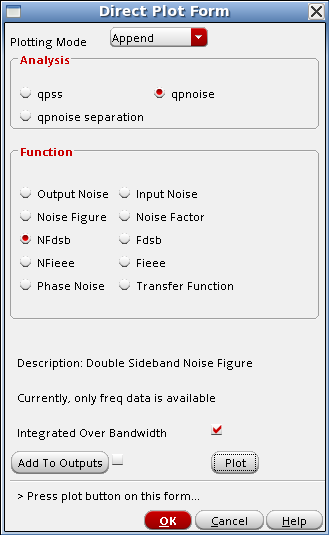 Direct Plot Form
Plotting Mode Append
Analysis
qpss qpnoise
qpnoise separation
Function
Output Noise Input Noise
Noise Figure Noise Factor
NFdsb Fdsb
NFieee Fieee
Phase Noise Transfer Function
Description: Double Sideband Noise Figure
Currently, only freq data is available
Integrated Over Bandwidth
Add To Outputs Plot
> Press plot button on this form...
OK Cancel Help